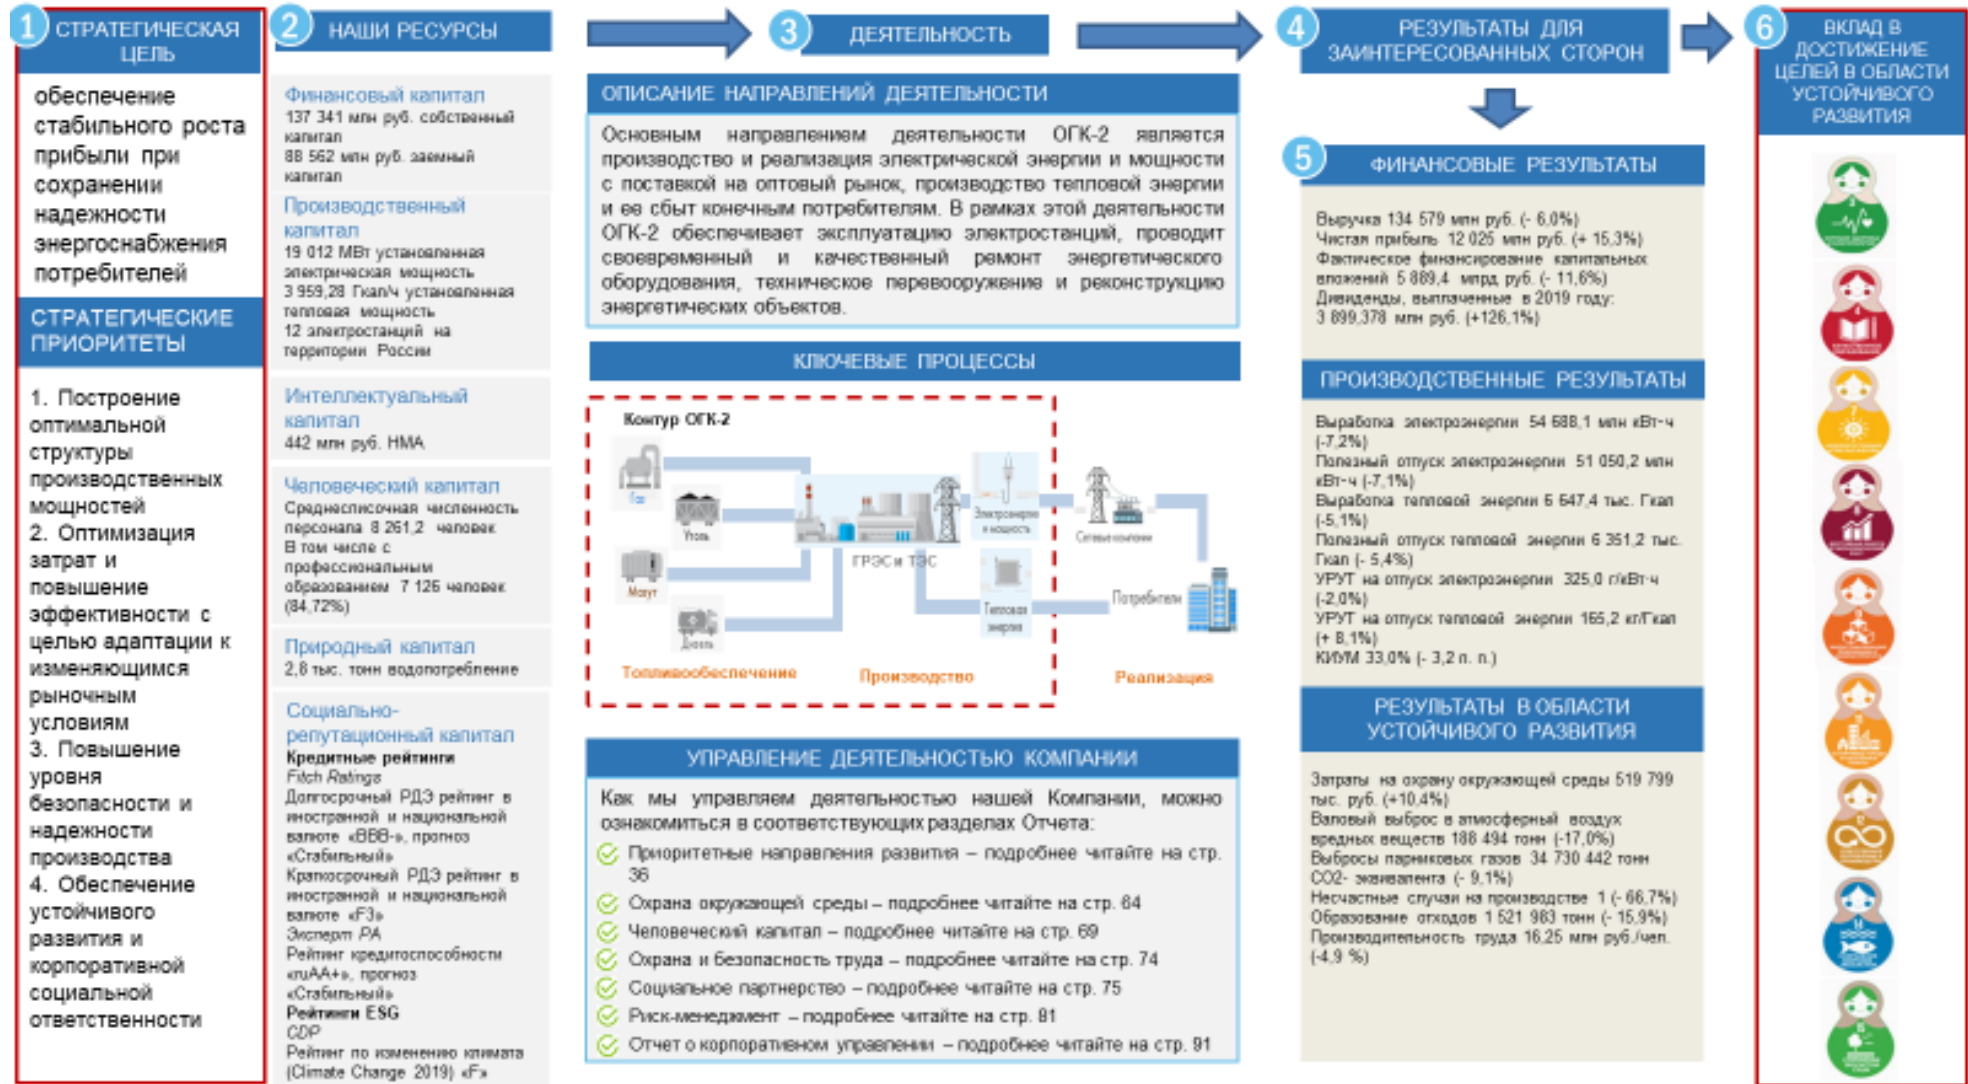 1
СТРАТЕГИЧЕСКАЯ
ЦЕЛЬ
обеспечение
стабильного роста
прибыли при
сохранении
надежности
энергоснабжения
потребителей
СТРАТЕГИЧЕСКИЕ
ПРИОРИТЕТЫ
1. Построение
оптимальной
структуры
производственных
мощностей
2. Оптимизация
затрат и
повышение
эффективности с
целью адаптации к
изменяющимся
рыночным
условиям
3. Повышение
уровня
безопасности и
надежности
производства
4. Обеспечение
устойчивого
развития и
корпоративной
социальной
ответственности
2
НАШИ РЕСУРСЫ
Финансовый капитал
137 341 млн руб. собственный
капитал
88 562 млн руб. заемный
капитал
Производственный
капитал
19 012 МВт установленная
электрическая мощность
3 959,28 Гкал/ч установленная
тепловая мощность
12 электростанций на
территории России
Интеллектуальный
капитал
442 млн руб. НМА
Человеческий капитал
Среднесписочная численность
персонала 8 261,2 человек
В том числе с
профессиональным
образованием 7 126 человек
(84,72%)
Природный капитал
2,8 тыс. тонн водопотребление
Социально-
репутационный капитал
Кредитные рейтинги
Fitch Ratings
Долгосрочный РДЭ рейтинг в
иностранной и национальной
валюте «BBB-», прогноз
«Стабильный»
Краткосрочный РДЭ рейтинг в
иностранной и национальной
валюте «F3»
Эксперт РА
Рейтинг кредитоспособности
«ruAA+», прогноз
«Стабильный»
Рейтинги ESG
CDP
Рейтинг по изменению климата
(Climate Change 2019) «F»
3
ДЕЯТЕЛЬНОСТЬ
ОПИСАНИЕ НАПРАВЛЕНИЙ ДЕЯТЕЛЬНОСТИ
Основным направлением деятельности ОГК-2 является
производство и реализация электрической энергии и мощности
с поставкой на оптовый рынок, производство тепловой энергии
и ее сбыт конечным потребителям. В рамках этой деятельности
ОГК-2 обеспечивает эксплуатацию электростанций, проводит
своевременный и качественный ремонт энергетического
оборудования, техническое перевооружение и реконструкцию
энергетических объектов.
КЛЮЧЕВЫЕ ПРОЦЕССЫ
Контур ОГК-2
Газ
Уголь
Мазут
Дизель
ГРЭС и ТЭС
Электроэнергия
и мощность
Тепловая
энергия
Сетевые компании
Потребители
Топливообеспечение
Производство
Реализация
УПРАВЛЕНИЕ ДЕЯТЕЛЬНОСТЬЮ КОМПАНИИ
Как мы управляем деятельностью нашей Компании, можно
ознакомиться в соответствующих разделах Отчета:
Приоритетные направления развития – подробнее читайте на стр.
36
Охрана окружающей среды – подробнее читайте на стр. 64
Человеческий капитал – подробнее читайте на стр. 69
Охрана и безопасность труда – подробнее читайте на стр. 74
Социальное партнерство – подробнее читайте на стр. 75
Риск-менеджмент – подробнее читайте на стр. 81
Отчет о корпоративном управлении – подробнее читайте на стр. 91
4
РЕЗУЛЬТАТЫ ДЛЯ
ЗАИНТЕРЕСОВАННЫХ СТОРОН
5
ФИНАНСОВЫЕ РЕЗУЛЬТАТЫ
Выручка 134 579 млн руб. (- 6,0%)
Чистая прибыль 12 025 млн руб. (+ 15,3%)
Фактическое финансирование капитальных
вложений 5 889,4 млрд руб. (- 11,6%)
Дивиденды, выплаченные в 2019 году:
3 899,378 млн руб. (+126,1%)
ПРОИЗВОДСТВЕННЫЕ РЕЗУЛЬТАТЫ
Выработка электроэнергии 54 688,1 млн кВт·ч
(-7,2%)
Полезный отпуск электроэнергии 51 050,2 млн
кВт·ч (-7,1%)
Выработка тепловой энергии 6 647,4 тыс. Гкал
(-5,1%)
Полезный отпуск тепловой энергии 6 351,2 тыс.
Гкал (- 5,4%)
УРУТ на отпуск электроэнергии 325,0 г/кВт·ч
(-2,0%)
УРУТ на отпуск тепловой энергии 165,2 кг/Гкал
(+ 8,1%)
КИУМ 33,0% (- 3,2 п. п.)
РЕЗУЛЬТАТЫ В ОБЛАСТИ
УСТОЙЧИВОГО РАЗВИТИЯ
Затраты на охрану окружающей среды 519 799
тыс. руб. (+10,4%)
Валовый выброс в атмосферный воздух
вредных веществ 188 494 тонн (-17,0%)
Выбросы парниковых газов 34 730 442 тонн
CO2- эквивалента (- 9,1%)
Несчастные случаи на производстве 1 (- 66,7%)
Образование отходов 1 521 983 тонн (- 15,9%)
Производительность труда 16,25 млн руб./чел.
(-4,9 %)
6
ВКЛАД В
ДОСТИЖЕНИЕ
ЦЕЛЕЙ В ОБЛАСТИ
УСТОЙЧИВОГО
РАЗВИТИЯ